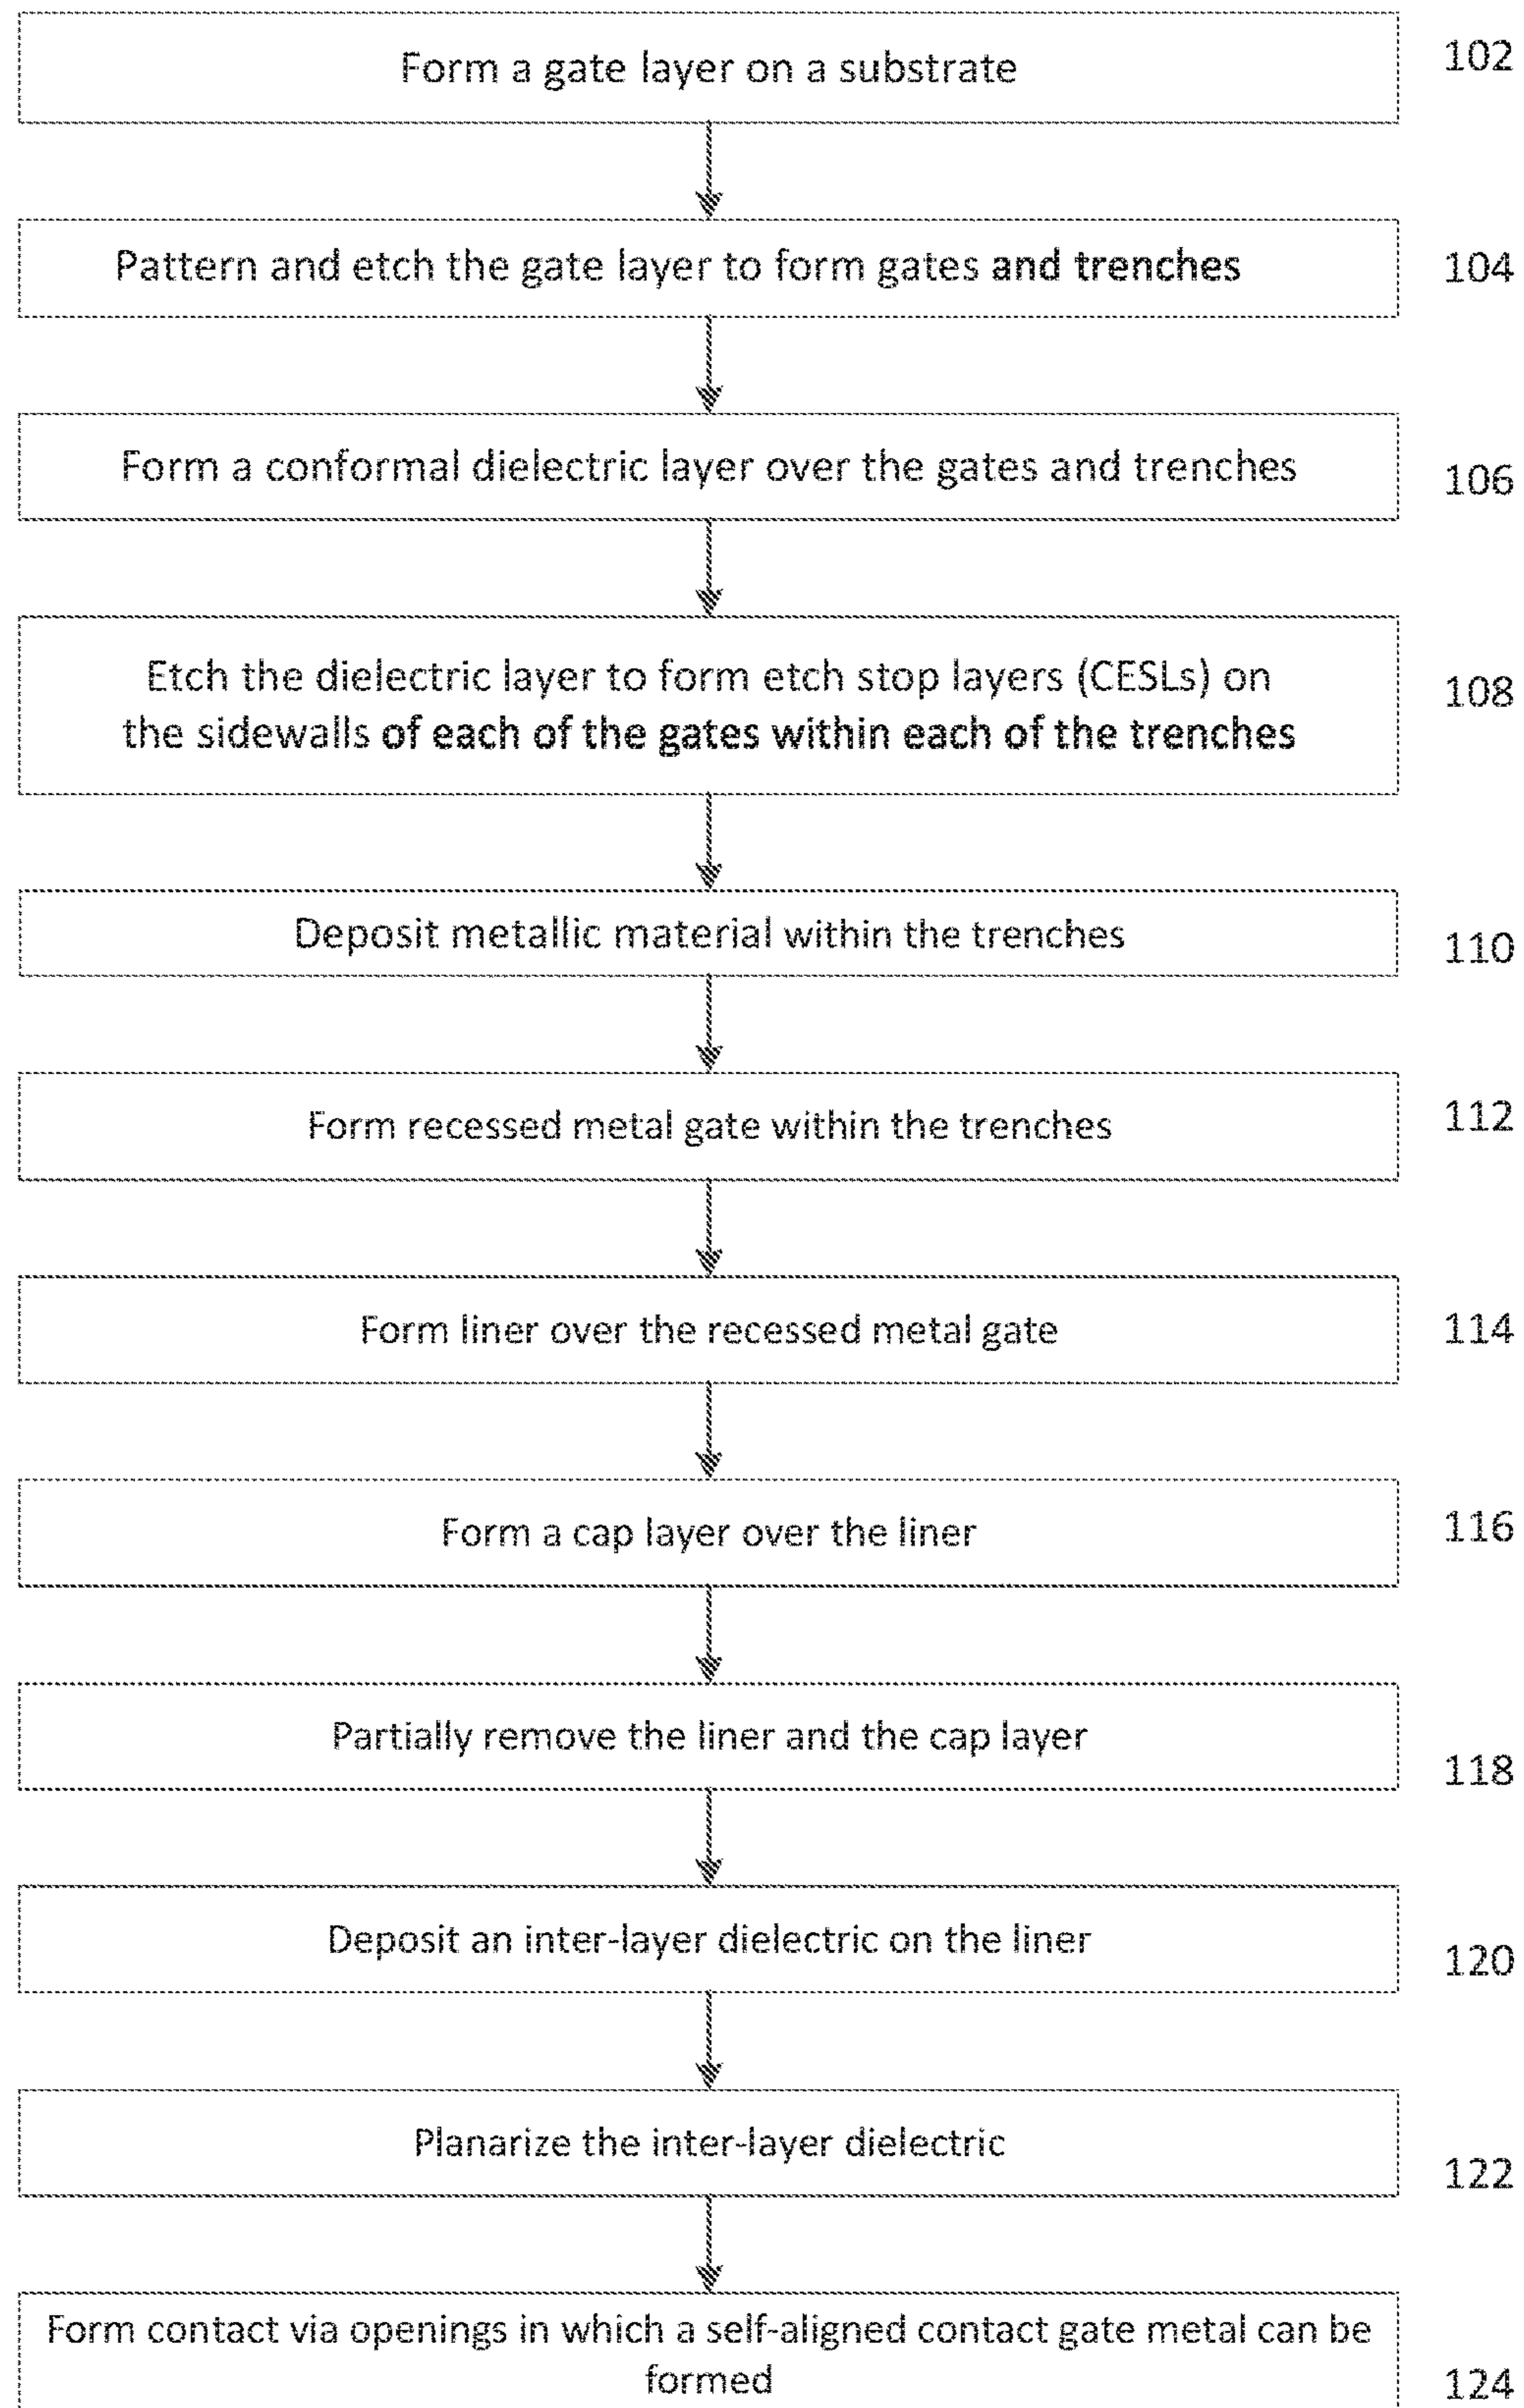 Form a gate layer on a substrate
102
Pattern and etch the gate layer to form gates and trenches
104
Form a conformal dielectric layer over the gates and trenches
106
Etch the dielectric layer to form etch stop layers (CESLs) on
the sidewalls of each of the gates within each of the trenches
108
Deposit metallic material within the trenches
110
Form recessed metal gate within the trenches
112
Form liner over the recessed metal gate
114
Form a cap layer over the liner
116
Partially remove the liner and the cap layer
118
Deposit an inter-layer dielectric on the liner
120
Planarize the inter-layer dielectric
122
Form contact via openings in which a self-aligned contact gate metal can be
formed
124